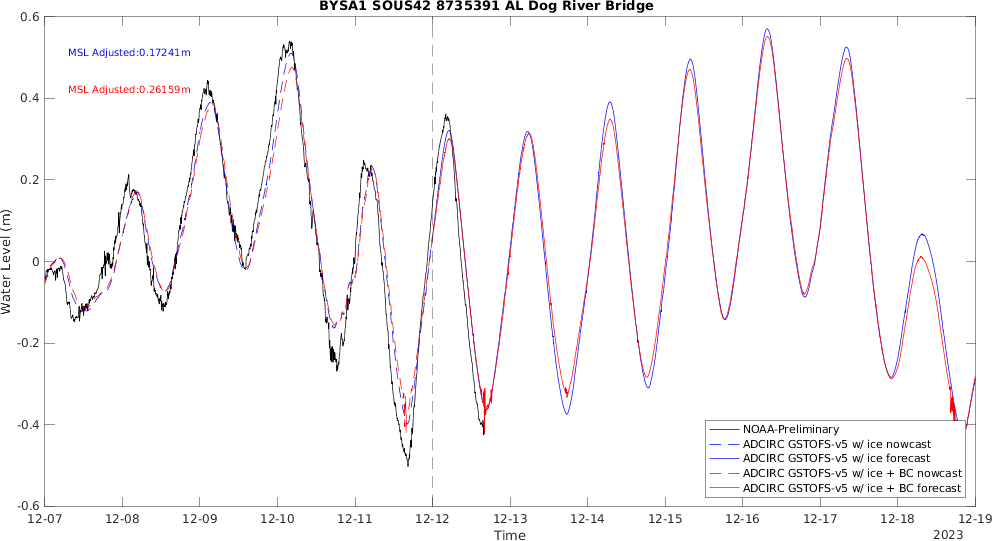 BYSA1 SOUS42 8735391 AL Dog River Bridge
MSL Adjusted:0.17241m
MSL Adjusted:0.26159m
Water Level (m)
0.6
0.4
0.2
0
-0.2
-0.4
-0.6
NOAA-Preliminary
ADCIRC GSTOFS-v5 w/ ice nowcast
ADCIRC GSTOFS-v5 w/ ice forecast
ADCIRC GSTOFS-v5 w/ ice + BC nowcast
ADCIRC GSTOFS-v5 w/ ice + BC forecast
12-07 12-08 12-09 12-10 12-11 12-12 12-13 12-14 12-15 12-16 12-17 12-18 12-19
Time
2023